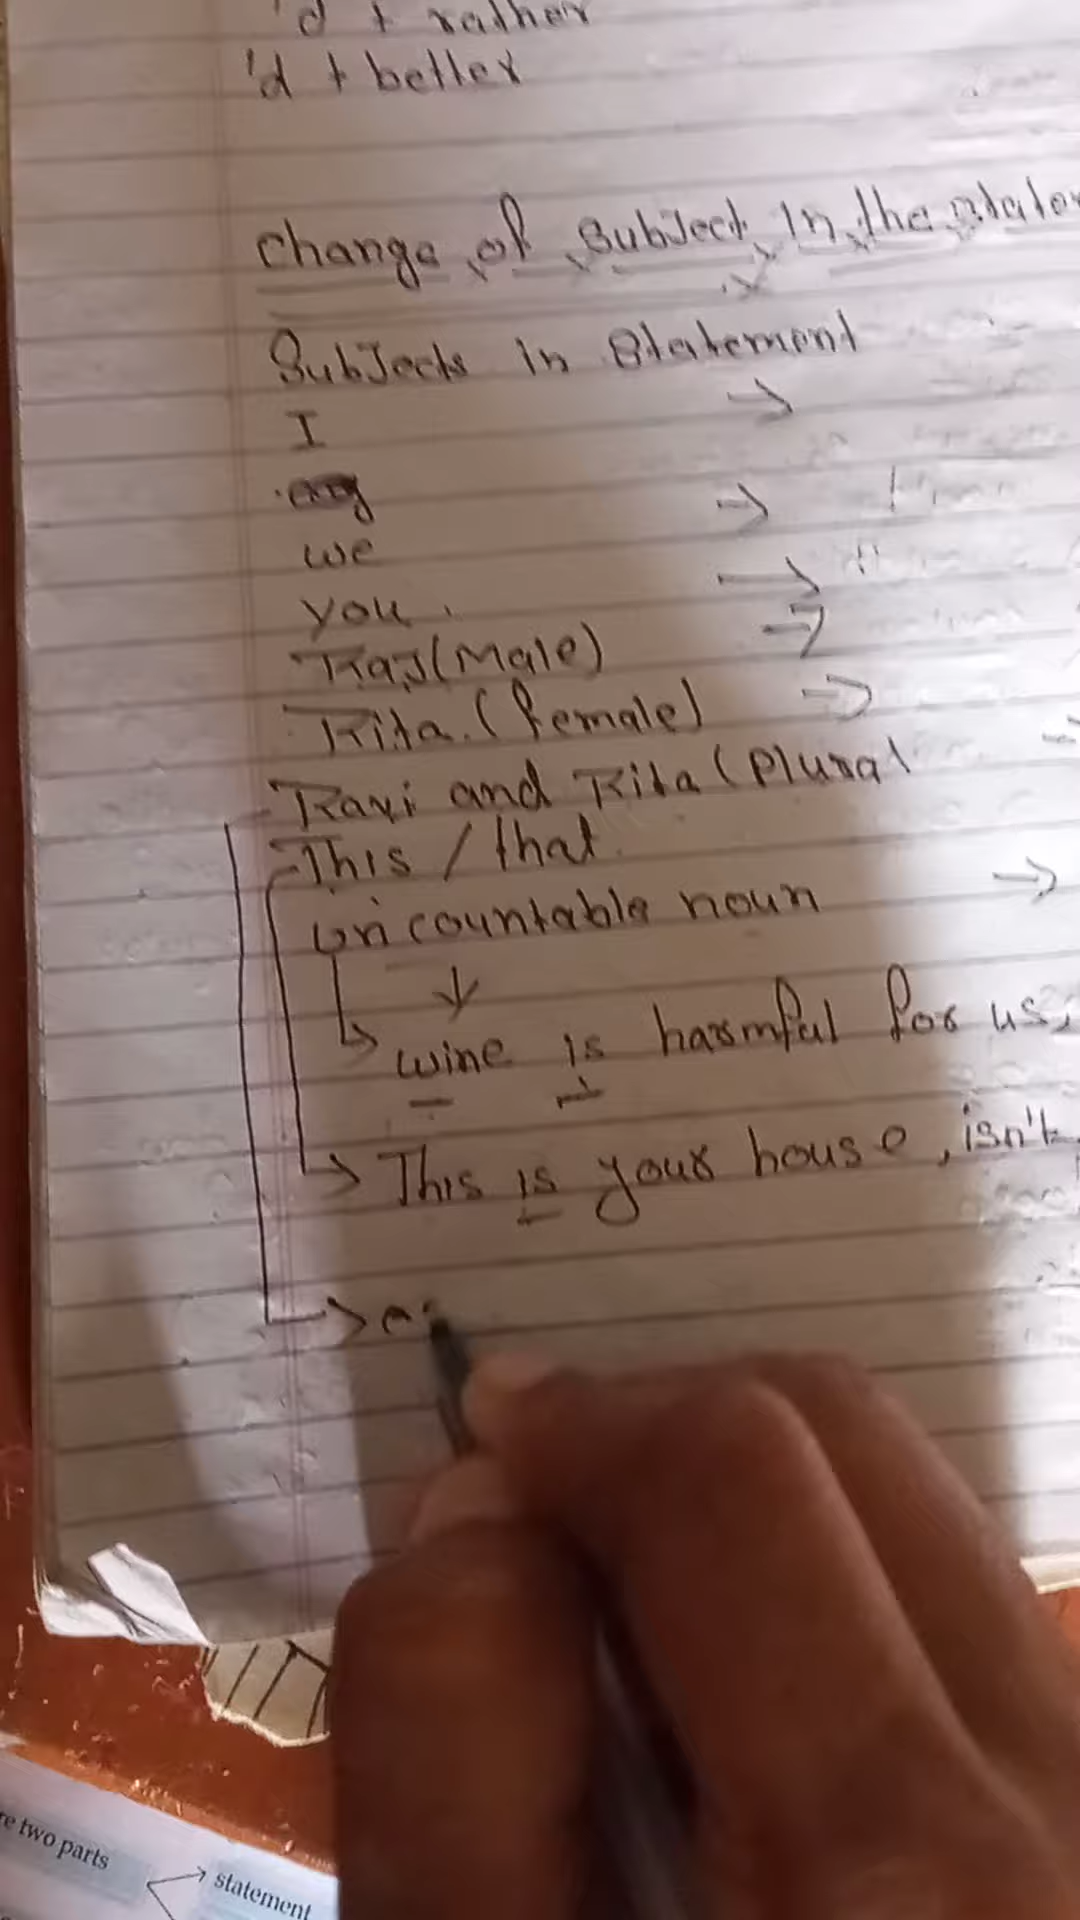 'd + rather
'd + better
Change of Subject In the
Subjects in Statement
I →
→
we →
you →
Raj (Male) →
Rita (female) →
Ravi and Rita (Plural
This / that
uncountable noun →
wine is harmful for us,
This is your house, isn't
re two parts
statement